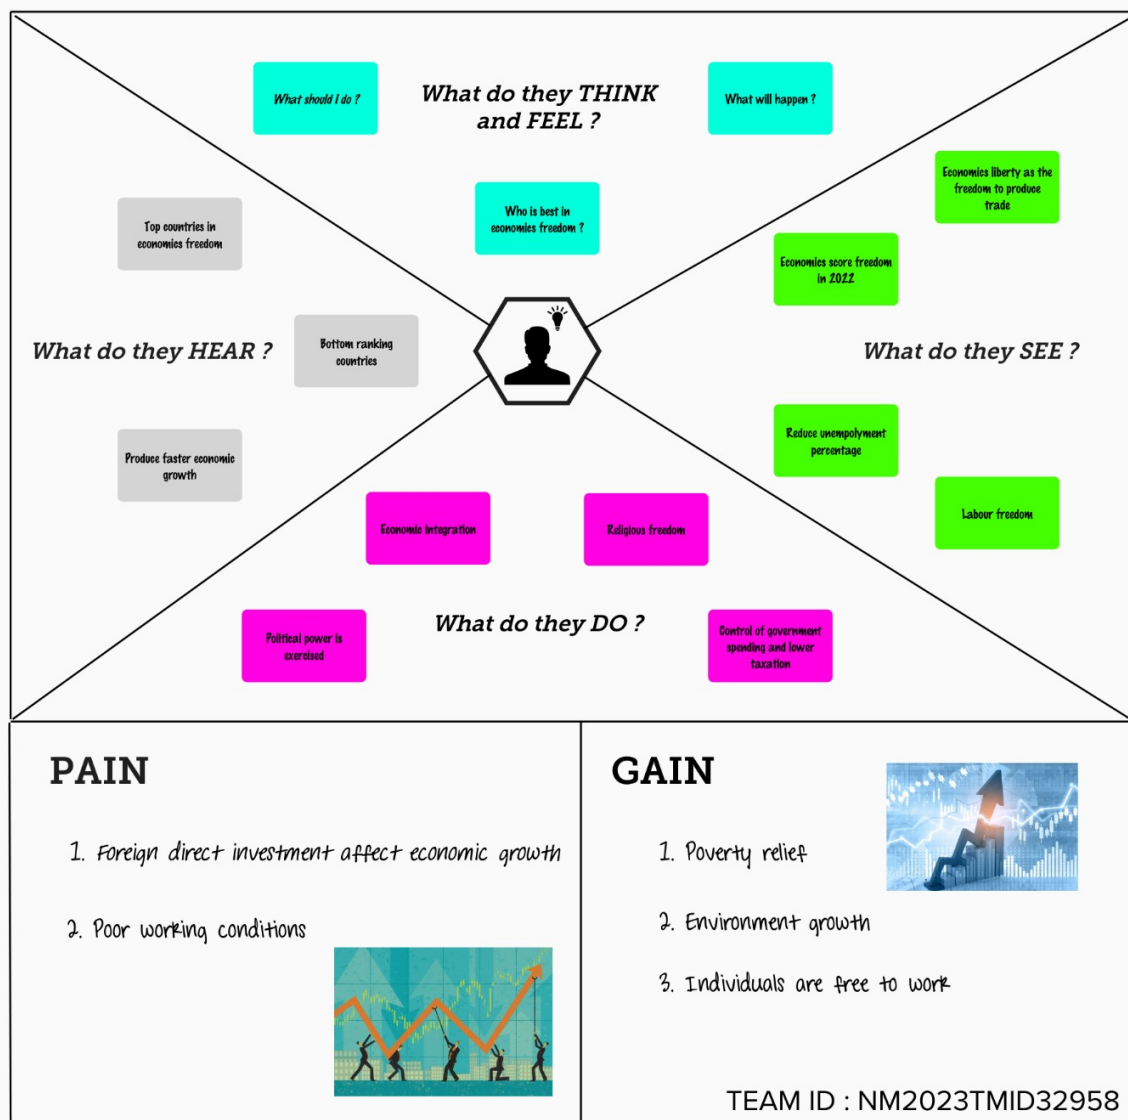 What do they THINK
and FEEL ?
What should I do ?
What will happen ?
Who is best in
economics freedom ?
What do they HEAR ?
Top countries in
economics freedom
Bottom ranking
countries
Produce faster economic
growth
What do they SEE ?
Economics liberty as the
freedom to produce
trade
Economics score freedom
in 2022
Reduce unempolyment
percentage
Labour freedom
What do they DO ?
Economic integration
Religious freedom
Political power is
exercised
Control of government
spending and lower
taxation
PAIN
1. Foreign direct investment affect economic growth
2. Poor working conditions
GAIN
1. Poverty relief
2. Environment growth
3. Individuals are free to work
TEAM ID : NM2023TMID32958